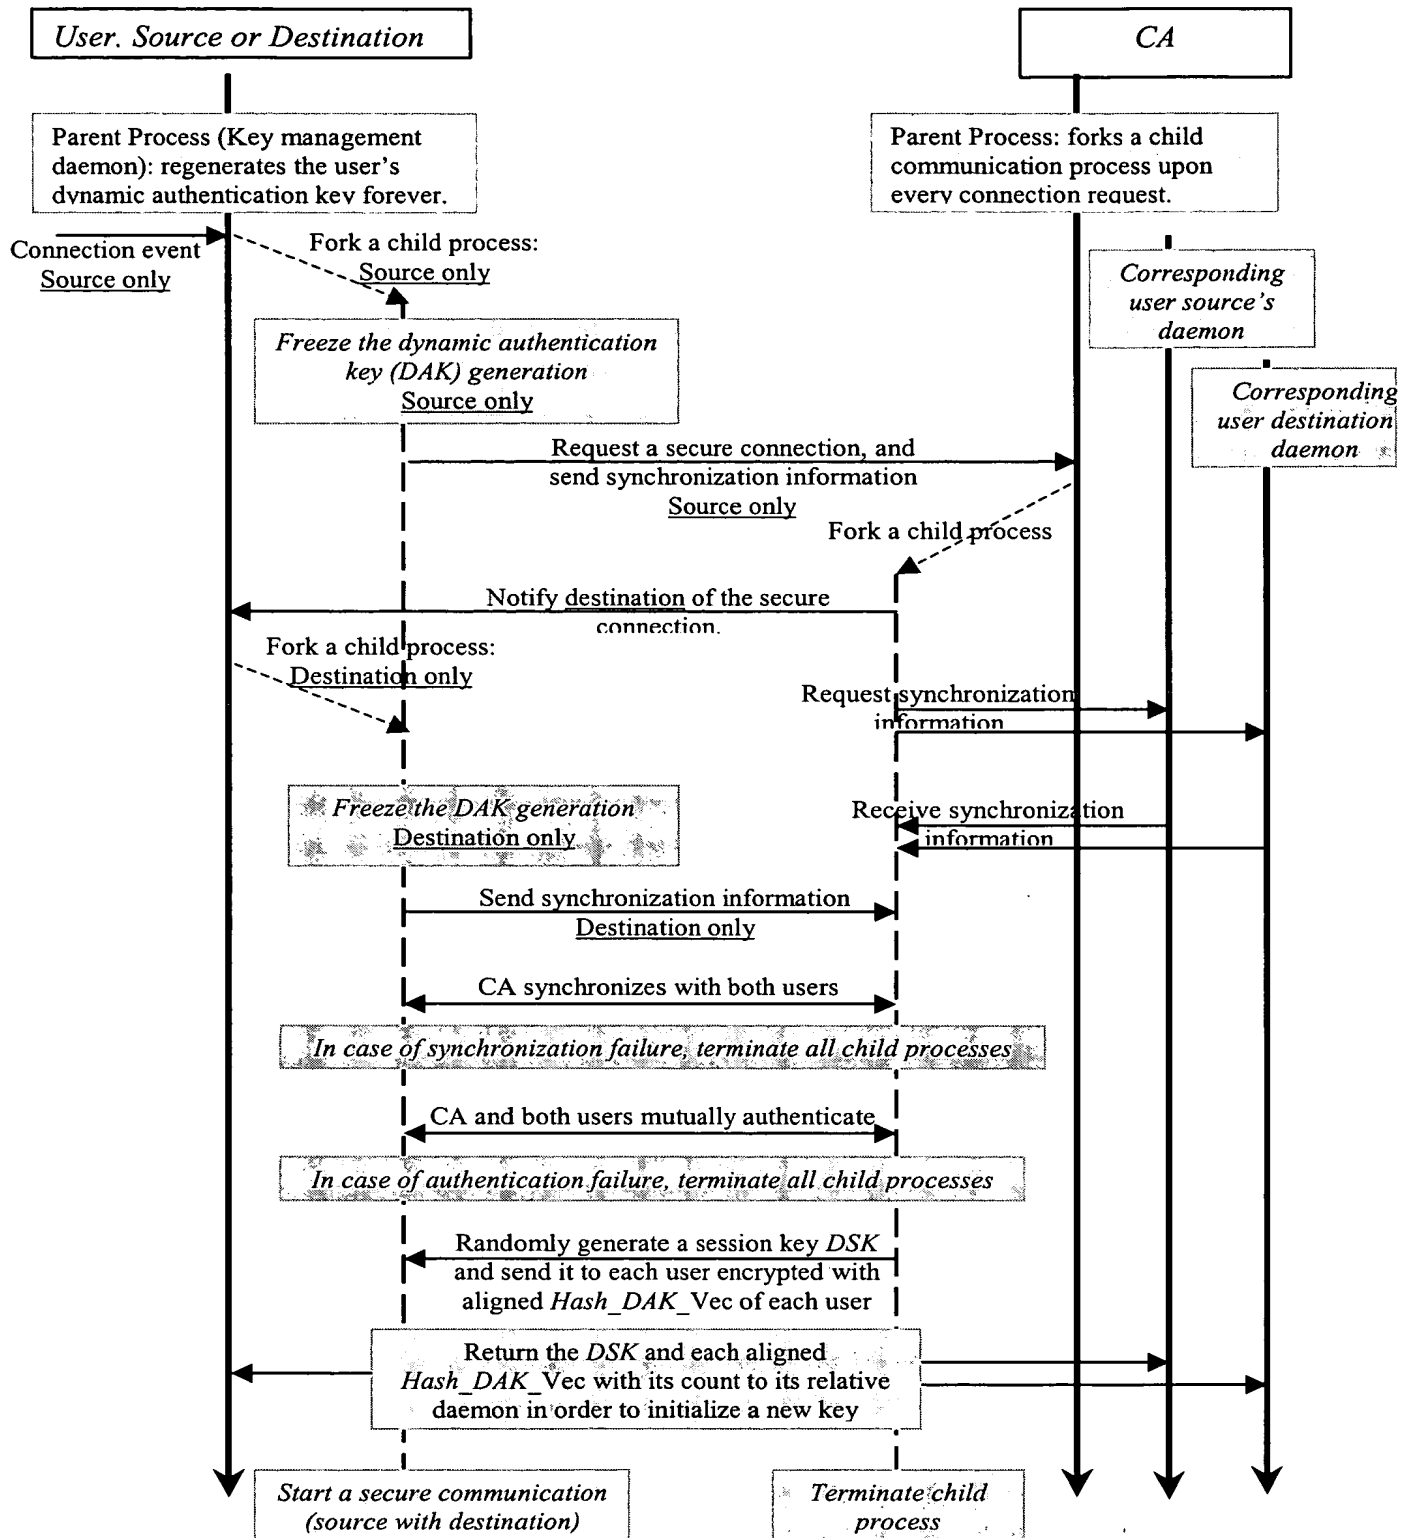 User. Source or Destination
CA
Parent Process (Key management
daemon): regenerates the user's
dynamic authentication key forever.
Parent Process: forks a child
communication process upon
every connection request.
Connection event
Source only
Fork a child process:
Source only
Corresponding
user source's
daemon
Freeze the dynamic authentication
key (DAK) generation
Source only
Corresponding
user destination
daemon
Request a secure connection, and
send synchronization information
Source only
Fork a child process
Notify destination of the secure
connection.
Fork a child process:
Destination only
Request synchronization
information
Freeze the DAK generation
Destination only
Receive synchronization
information
Send synchronization information
Destination only
CA synchronizes with both users
In case of synchronization failure, terminate all child processes
CA and both users mutually authenticate
In case of authentication failure, terminate all child processes
Randomly generate a session key DSK
and send it to each user encrypted with
aligned Hash_DAK_Vec of each user
Return the DSK and each aligned
Hash_DAK_Vec with its count to its relative
daemon in order to initialize a new key
Start a secure communication
(source with destination)
Terminate child
process